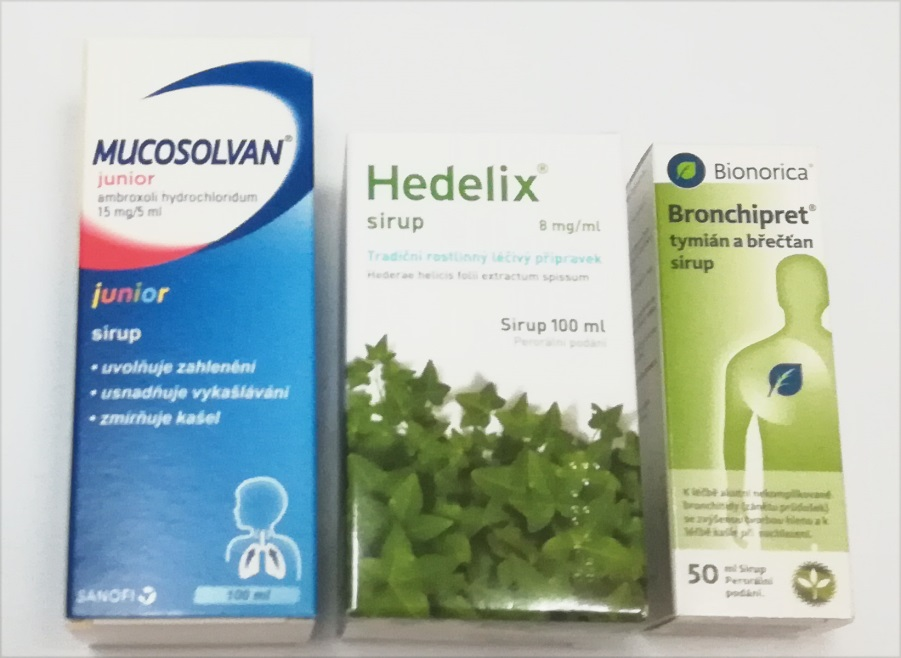 MUCOSOLVAN®
junior
ambroxoli hydrochloridum
15 mg/5 ml
junior
sirup
• uvolňuje zahlenění
• usnadňuje vykašlávání
• zmírňuje kašel
SANOFI
100 ml
Hedelix®
sirup
8 mg/ml
Tradiční rostlinný léčivý přípravek
Hederae helicis folii extractum spissum
Sirup 100 ml
Perorální podání
Bionorica®
Bronchipret®
tymián a břečťan
sirup
K léčbě akutní nekomplikované
bronchitidy (zánětu průdušek)
se zvýšenou tvorbou hlenu a k
léčbě kašle při nachlazení.
50 ml Sirup
Perorální
podání.